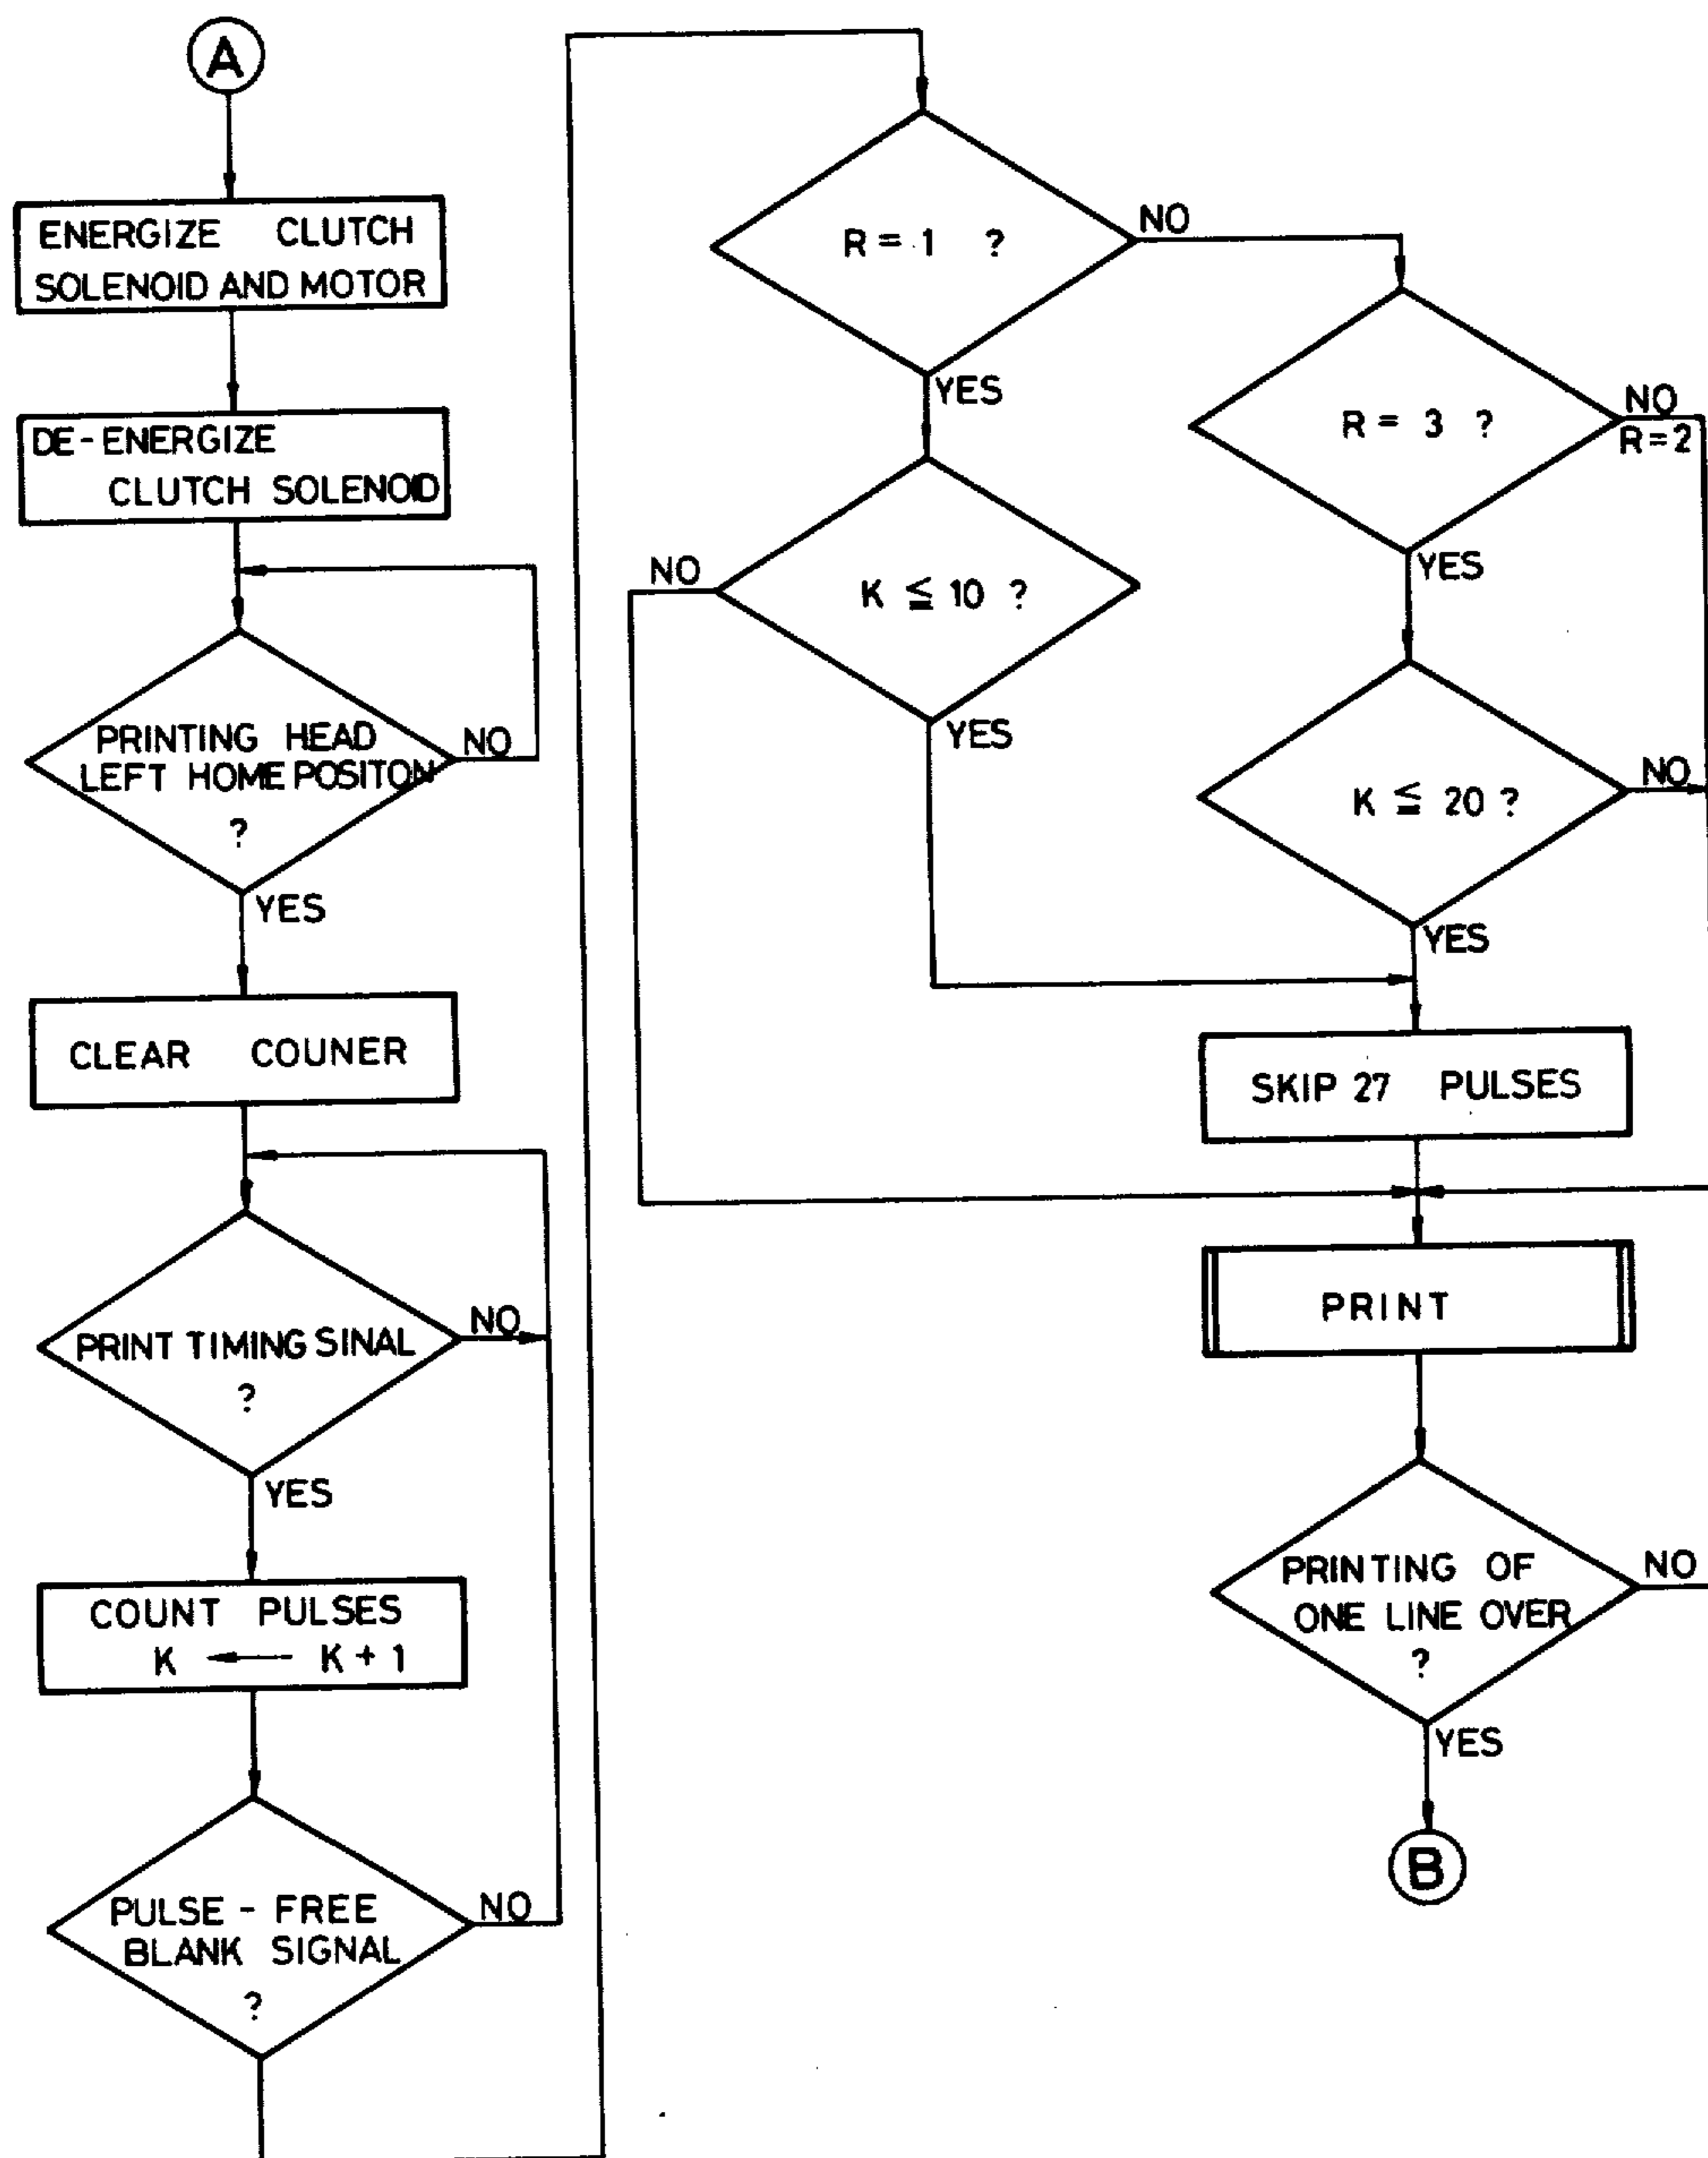 A
ENERGIZE CLUTCH
SOLENOID AND MOTOR
DE-ENERGIZE
CLUTCH SOLENOID
PRINTING HEAD
LEFT HOME POSITON
?
NO
YES
CLEAR COUNER
PRINT TIMING SINAL
?
NO
YES
COUNT PULSES
K ← K + 1
PULSE - FREE
BLANK SIGNAL
?
NO
R = 1 ?
NO
YES
K ≦ 10 ?
NO
YES
R = 3 ?
NO
R = 2
YES
K ≦ 20 ?
NO
YES
SKIP 27 PULSES
PRINT
PRINTING OF
ONE LINE OVER
?
NO
YES
B